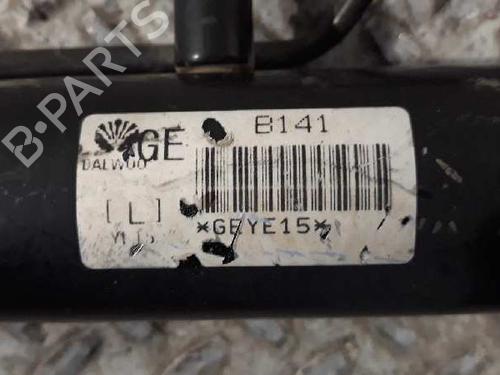 B-PARTS
GE B141
DAEWOO
[L]
*GEYE15*